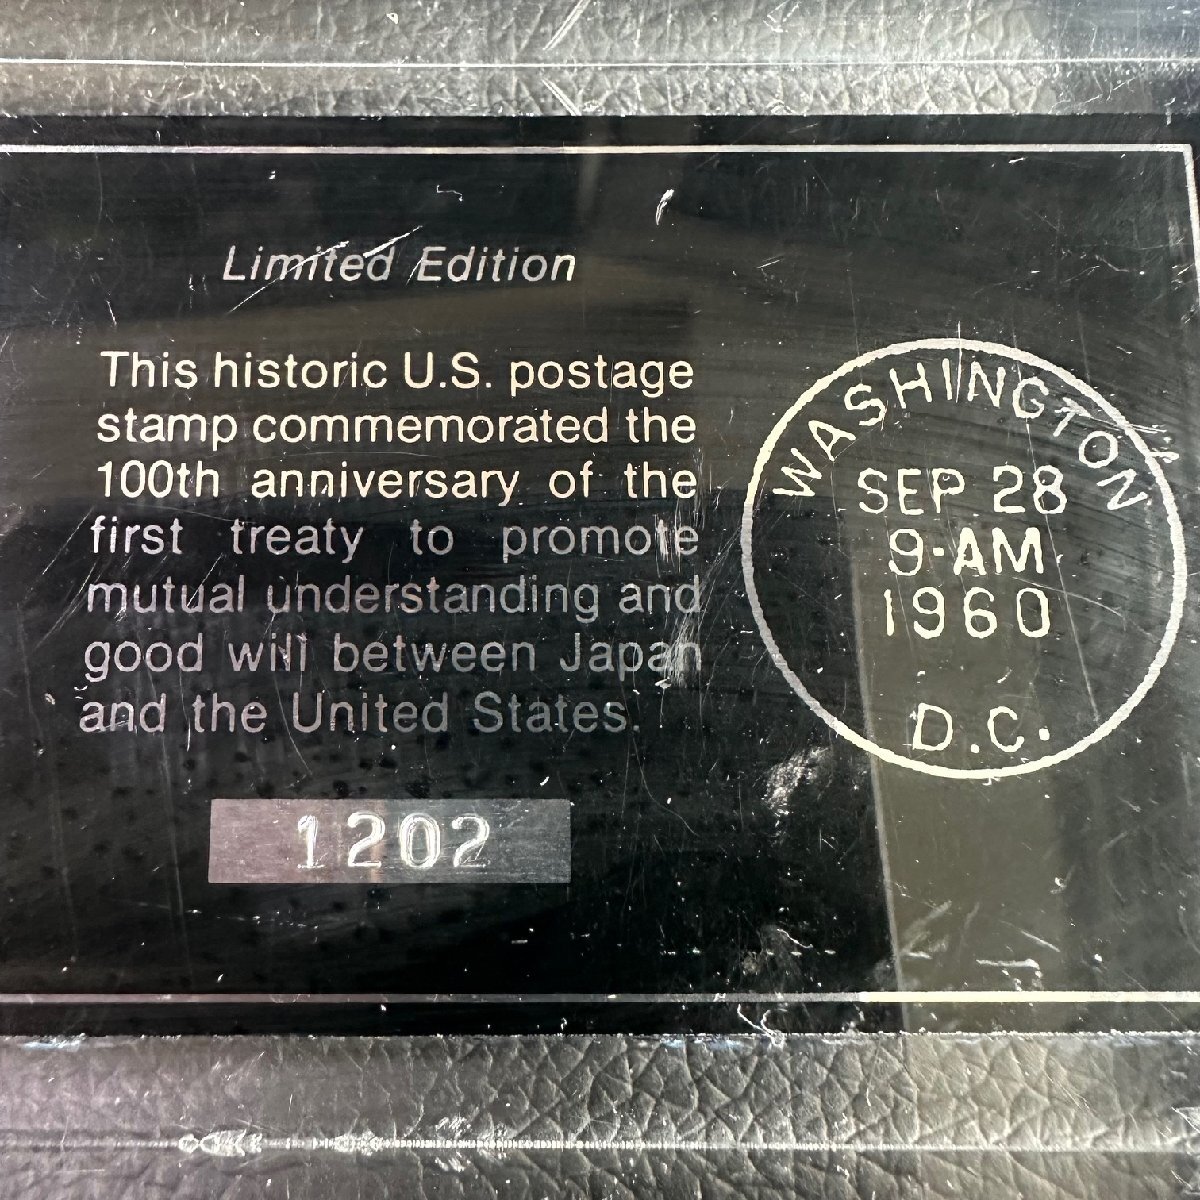 Limited Edition
This historic U.S. postage
stamp commemorated the
100th anniversary of the
first treaty to promote
mutual understanding and
good will between Japan
and the United States.
1202
WASHINGTON
SEP 28
9-AM
1960
D.C.